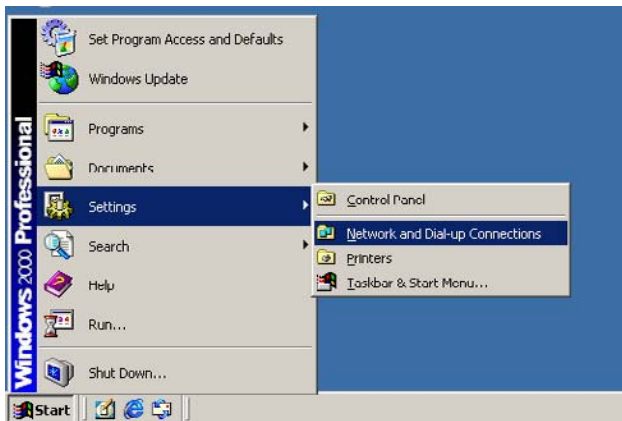 Set Program Access and Defaults
Windows Update
Programs
Documents
Settings
Search
Help
Run...
Shut Down...
Windows 2000 Professional
Control Panel
Network and Dial-up Connections
Printers
Taskbar & Start Menu...
Start